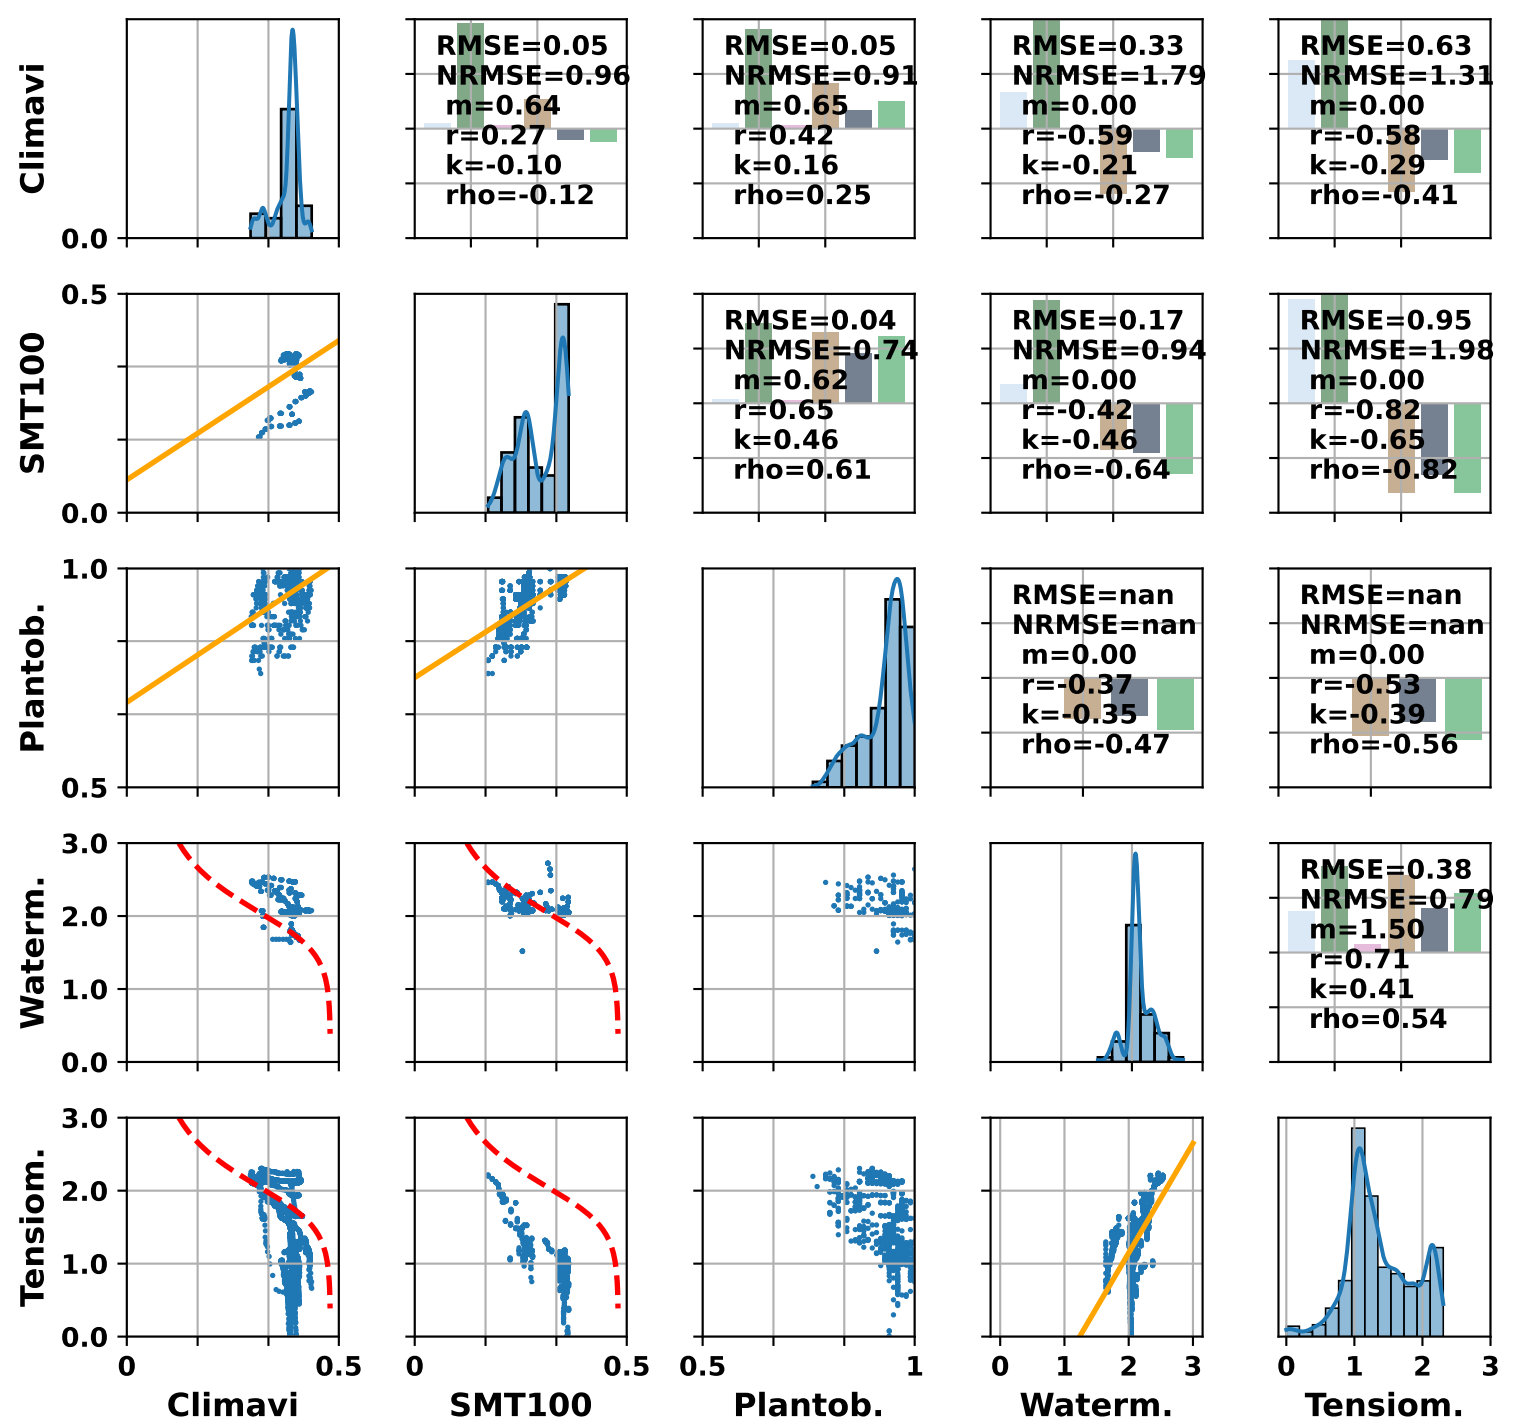 Climavi
0.0
RMSE=0.05
NRMSE=0.96
m=0.64
r=0.27
k=-0.10
rho=-0.12
RMSE=0.05
NRMSE=0.91
m=0.65
r=0.42
k=0.16
rho=0.25
RMSE=0.33
NRMSE=1.79
m=0.00
r=-0.59
k=-0.21
rho=-0.27
RMSE=0.63
NRMSE=1.31
m=0.00
r=-0.58
k=-0.29
rho=-0.41
SMT100
0.5
0.0
RMSE=0.04
NRMSE=0.74
m=0.62
r=0.65
k=0.46
rho=0.61
RMSE=0.17
NRMSE=0.94
m=0.00
r=-0.42
k=-0.46
rho=-0.64
RMSE=0.95
NRMSE=1.98
m=0.00
r=-0.82
k=-0.65
rho=-0.82
Plantob.
1.0
0.5
RMSE=nan
NRMSE=nan
m=0.00
r=-0.37
k=-0.35
rho=-0.47
RMSE=nan
NRMSE=nan
m=0.00
r=-0.53
k=-0.39
rho=-0.56
Waterm.
3.0
2.0
1.0
0.0
RMSE=0.38
NRMSE=0.79
m=1.50
r=0.71
k=0.41
rho=0.54
Tensiom.
3.0
2.0
1.0
0.0
0 0.5 0 0.5 0.5 1 0 1 2 3 0 1 2 3
Climavi SMT100 Plantob. Waterm. Tensiom.